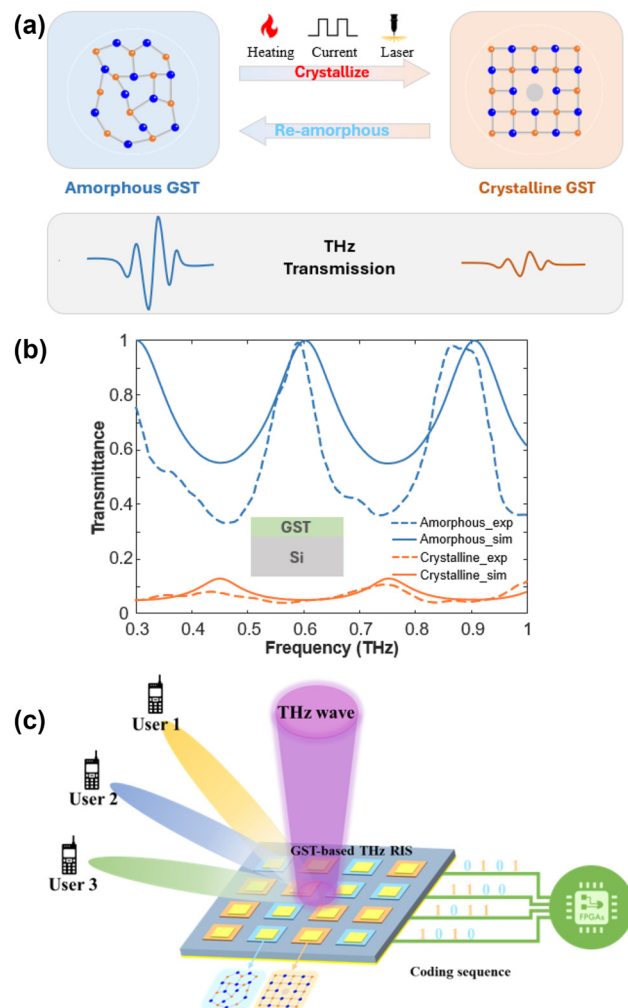 (a)
Heating Current Laser
Crystallize
Re-amorphous
Amorphous GST
Crystalline GST
THz
Transmission
(b)
Transmittance
1
0.8
0.6
0.4
0.2
0
GST
Si
Amorphous_exp
Amorphous_sim
Crystalline_exp
Crystalline_sim
0.3 0.4 0.5 0.6 0.7 0.8 0.9 1
Frequency (THz)
(c)
User 1
THz wave
User 2
User 3
GST-based THz RIS
0 1 0 1
1 1 0 0
1 0 1 1
1 0 1 0
FPGAs
Coding sequence